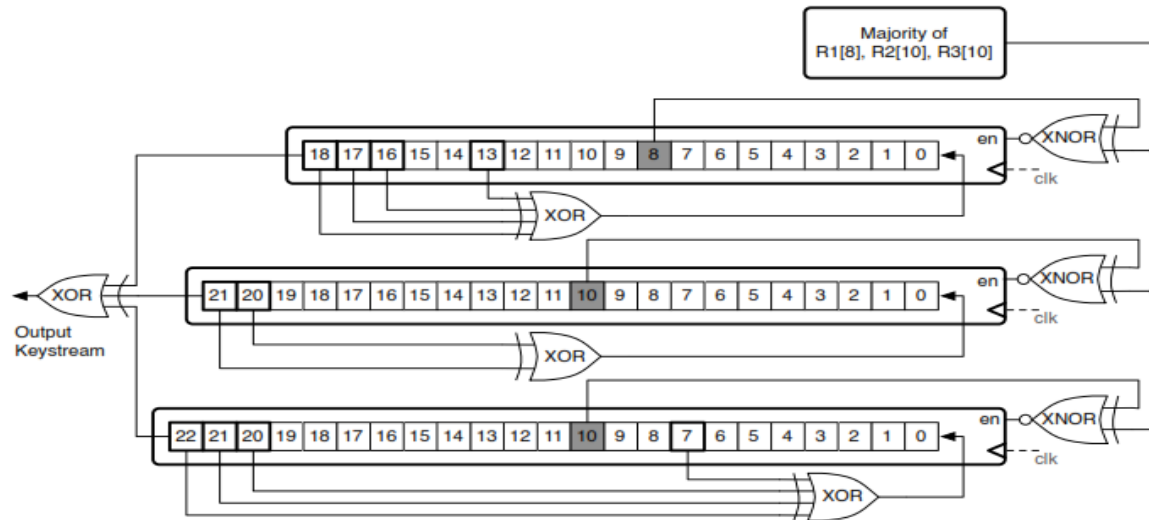 Majority of
R1[8], R2[10], R3[10]
en
XNOR
18 17 16 15 14 13 12 11 10 9 8 7 6 5 4 3 2 1 0
clk
XOR
en
XNOR
21 20 19 18 17 16 15 14 13 12 11 10 9 8 7 6 5 4 3 2 1 0
XOR
clk
Output
Keystream
XOR
en
XNOR
22 21 20 19 18 17 16 15 14 13 12 11 10 9 8 7 6 5 4 3 2 1 0
clk
XOR